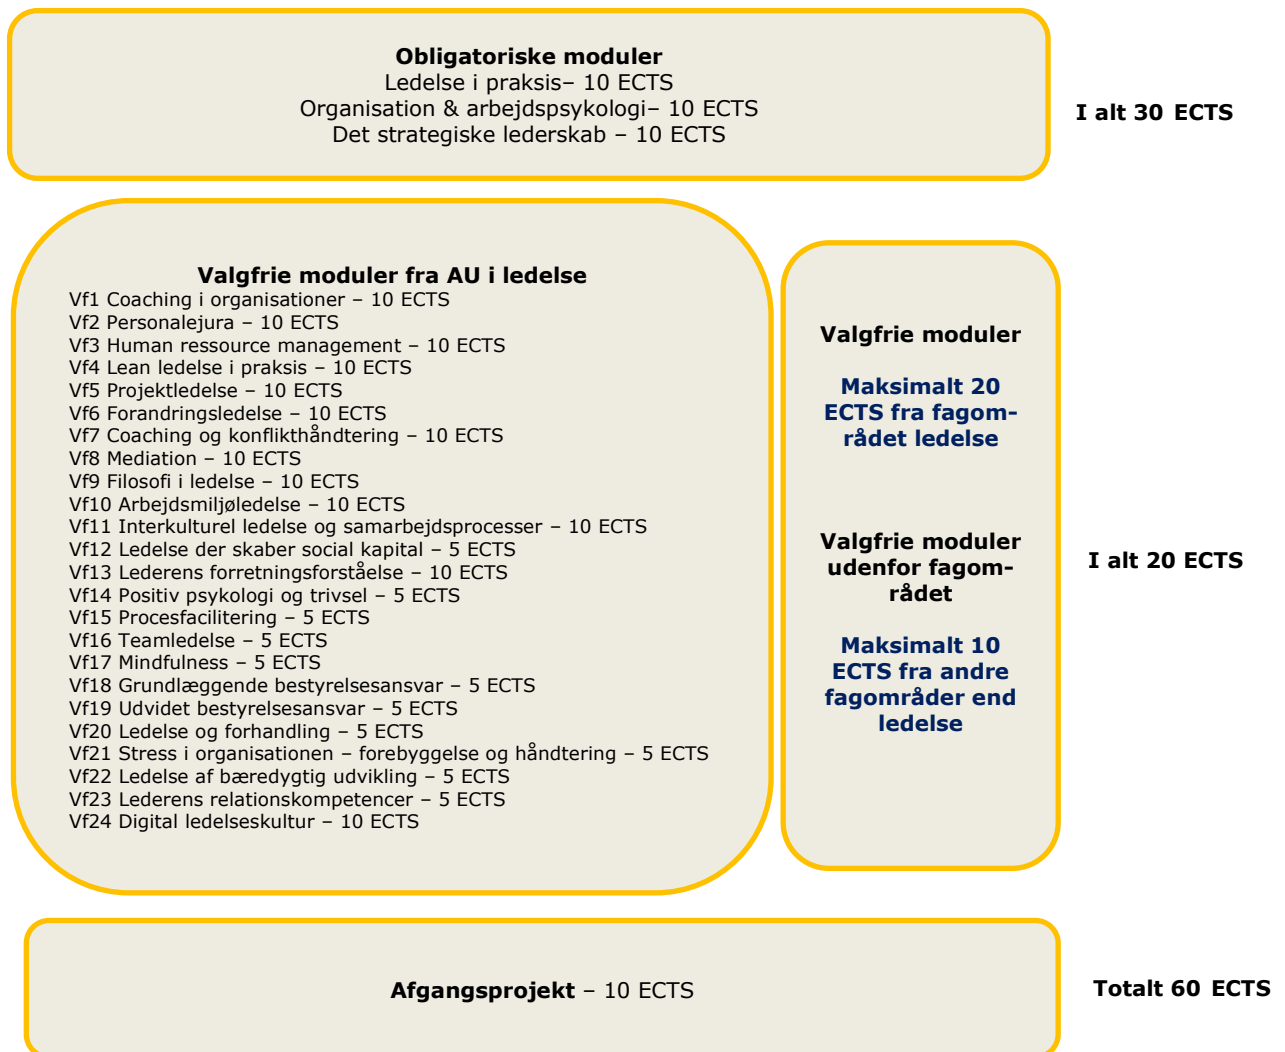 Obligatoriske moduler
Ledelse i praksis– 10 ECTS
Organisation & arbejdspsykologi– 10 ECTS
Det strategiske lederskab – 10 ECTS
I alt 30 ECTS
Valgfrie moduler fra AU i ledelse
Vf1 Coaching i organisationer – 10 ECTS
Vf2 Personalejura – 10 ECTS
Vf3 Human ressource management – 10 ECTS
Vf4 Lean ledelse i praksis – 10 ECTS
Vf5 Projektledelse – 10 ECTS
Vf6 Forandringsledelse – 10 ECTS
Vf7 Coaching og konflikthåndtering – 10 ECTS
Vf8 Mediation – 10 ECTS
Vf9 Filosofi i ledelse – 10 ECTS
Vf10 Arbejdsmiljøledelse – 10 ECTS
Vf11 Interkulturel ledelse og samarbejdsprocesser – 10 ECTS
Vf12 Ledelse der skaber social kapital – 5 ECTS
Vf13 Lederens forretningsforståelse – 10 ECTS
Vf14 Positiv psykologi og trivsel – 5 ECTS
Vf15 Procesfacilitering – 5 ECTS
Vf16 Teamledelse – 5 ECTS
Vf17 Mindfulness – 5 ECTS
Vf18 Grundlæggende bestyrelsesansvar – 5 ECTS
Vf19 Udvidet bestyrelsesansvar – 5 ECTS
Vf20 Ledelse og forhandling – 5 ECTS
Vf21 Stress i organisationen – forebyggelse og håndtering – 5 ECTS
Vf22 Ledelse af bæredygtig udvikling – 5 ECTS
Vf23 Lederens relationskompetencer – 5 ECTS
Vf24 Digital ledelseskultur – 10 ECTS
Valgfrie moduler
Maksimalt 20
ECTS fra fagom-
rådet ledelse
Valgfrie moduler
udenfor fagom-
rådet
Maksimalt 10
ECTS fra andre
fagområder end
ledelse
I alt 20 ECTS
Afgangsprojekt – 10 ECTS
Totalt 60 ECTS